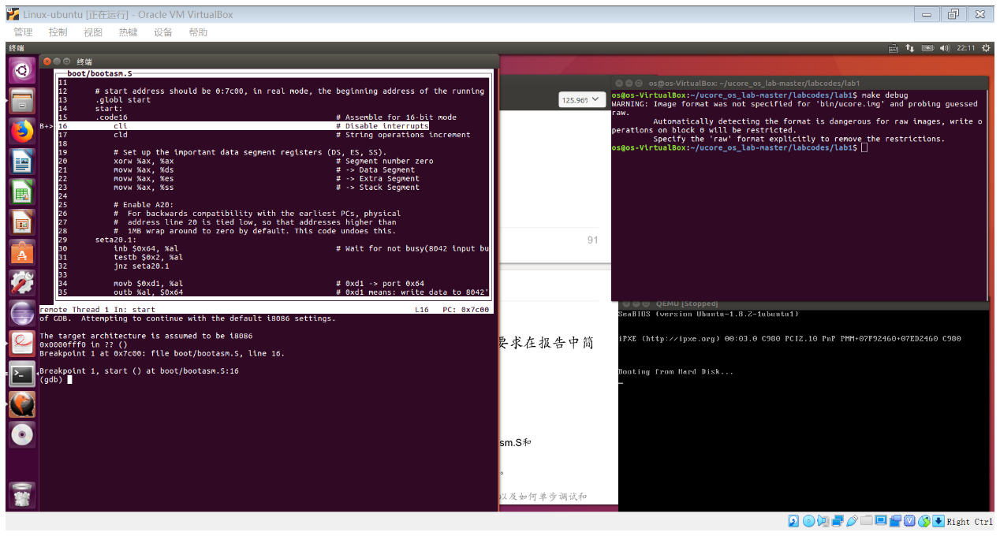 Linux-ubuntu [正在运行] - Oracle VM VirtualBox
管理 控制 视图 热键 设备 帮助
终端 22:11
终端
boot/bootasm.S
11
12 # start address should be 0:7c00, in real mode, the beginning address of the running
13 .globl start
14 start:
15 .code16 # Assemble for 16-bit mode
B+> 16 cli # Disable interrupts
17 cld # String operations increment
18
19 # Set up the important data segment registers (DS, ES, SS).
20 xorw %ax, %ax # Segment number zero
21 movw %ax, %ds # -> Data Segment
22 movw %ax, %es # -> Extra Segment
23 movw %ax, %ss # -> Stack Segment
24
25 # Enable A20:
26 # For backwards compatibility with the earliest PCs, physical
27 # address line 20 is tied low, so that addresses higher than
28 # 1MB wrap around to zero by default. This code undoes this.
29 seta20.1:
30 inb $0x64, %al # Wait for not busy(8042 input bu
31 testb $0x2, %al
32 jnz seta20.1
33
34 movb $0xd1, %al # 0xd1 -> port 0x64
35 outb %al, $0x64 # 0xd1 means: write data to 8042'
remote Thread 1 In: start L16 PC: 0x7c00
of GDB. Attempting to continue with the default i8086 settings.
The target architecture is assumed to be i8086
0x0000fff0 in ?? ()
Breakpoint 1 at 0x7c00: file boot/bootasm.S, line 16.
Breakpoint 1, start () at boot/bootasm.S:16
(gdb)
125.96%
91
要求在报告中简
sm.S和
。
以及如何单步调试和
os@os-VirtualBox: ~/ucore_os_lab-master/labcodes/lab1
os@os-VirtualBox:~/ucore_os_lab-master/labcodes/lab1$ make debug
WARNING: Image format was not specified for 'bin/ucore.img' and probing guessed
raw.
Automatically detecting the format is dangerous for raw images, write o
perations on block 0 will be restricted.
Specify the 'raw' format explicitly to remove the restrictions.
os@os-VirtualBox:~/ucore_os_lab-master/labcodes/lab1$
QEMU [Stopped]
SeaBIOS (version Ubuntu-1.8.2-1ubuntu1)
iPXE (http://ipxe.org) 00:03.0 C980 PCI2.10 PnP PMM+07F92460+07ED2460 C980
Booting from Hard Disk...
Right Ctrl